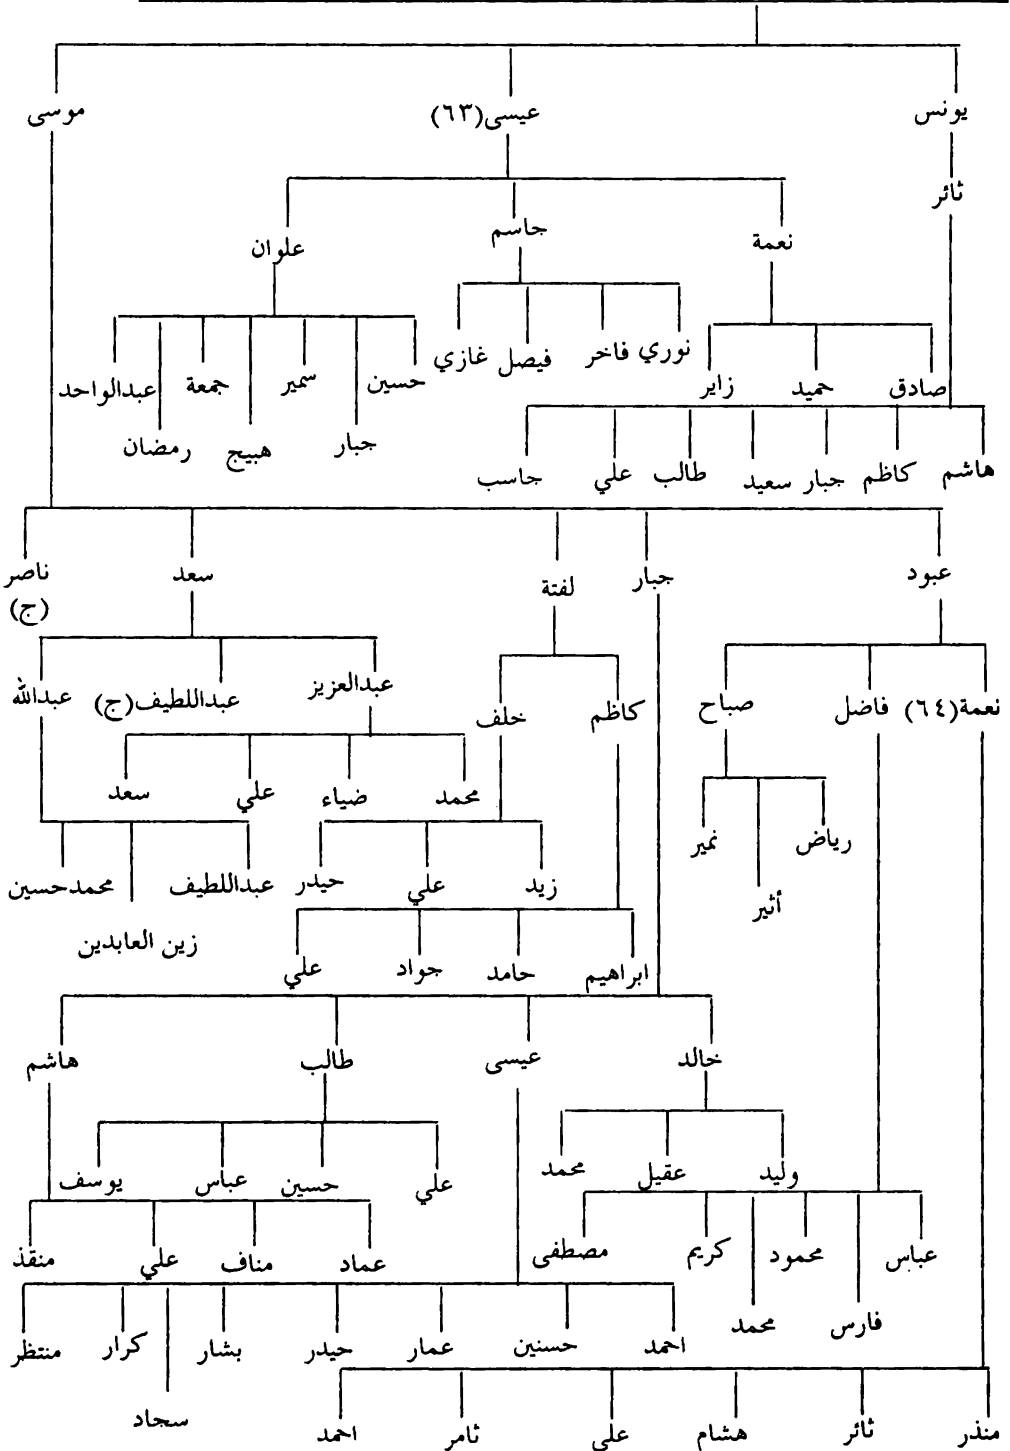 يونس عيسى(٦٣) موسى
ثائر
نعمة جاسم علوان
نوري فاخر فيصل غازي
صادق حميد زاير حسين سمير جمعة عبدالواحد
جبار هبيج رمضان
هاشم كاظم جبار سعيد طالب علي جاسب
عبود جبار لفتة سعد ناصر
(ج)
نعمة(٦٤) فاضل صباح كاظم خلف عبدالعزيز عبداللطيف(ج) عبدالله
محمد ضياء علي سعد
رياض نمير
أثير
زيد علي حيدر عبداللطيف محمدحسين
زين العابدين
ابراهيم حامد جواد علي
خالد عيسى طالب هاشم
وليد عقيل محمد علي حسين عباس يوسف
عباس محمود كريم مصطفى عماد مناف علي منقذ
فارس محمد
احمد حسنين عمار حيدر بشار كرار منتظر
سجاد
منذر ثائر هشام علي ثامر احمد